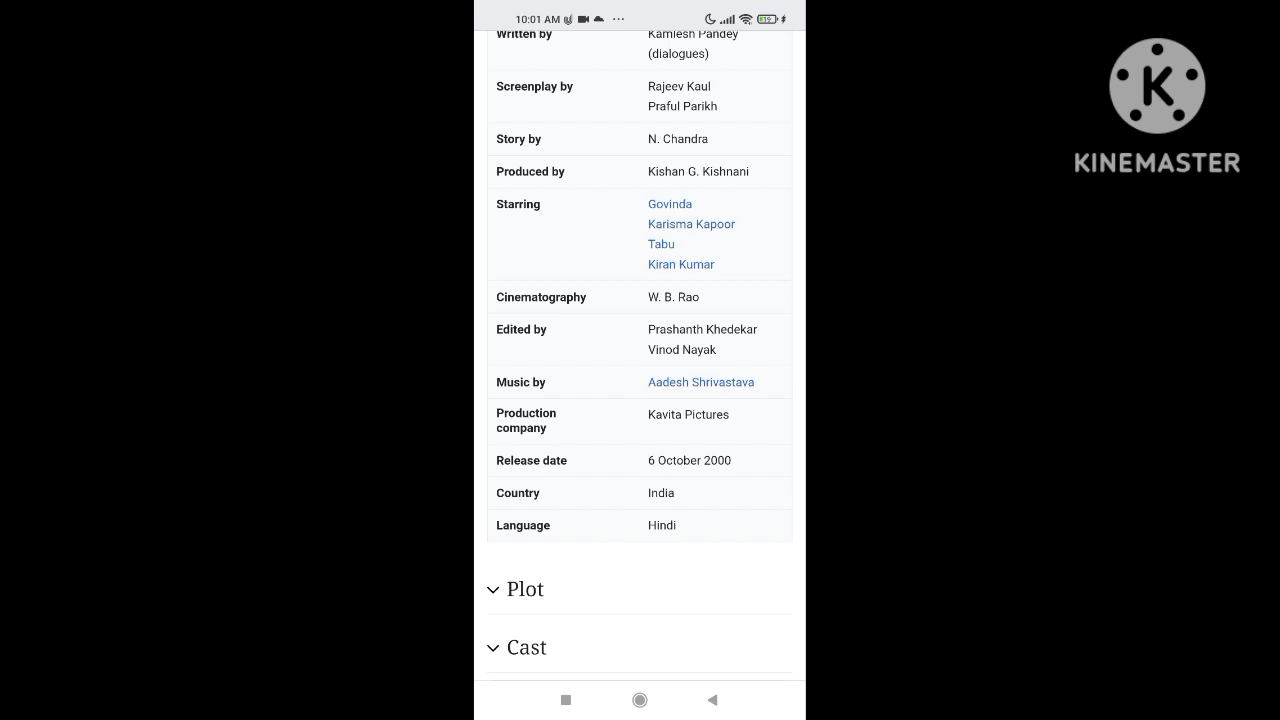 10:01 AM
Written by Kamlesh Pandey
(dialogues)
Screenplay by Rajeev Kaul
Praful Parikh
Story by N. Chandra
Produced by Kishan G. Kishnani
Starring Govinda
Karisma Kapoor
Tabu
Kiran Kumar
Cinematography W. B. Rao
Edited by Prashanth Khedekar
Vinod Nayak
Music by Aadesh Shrivastava
Production Kavita Pictures
company
Release date 6 October 2000
Country India
Language Hindi
Plot
Cast
K
KINEMASTER